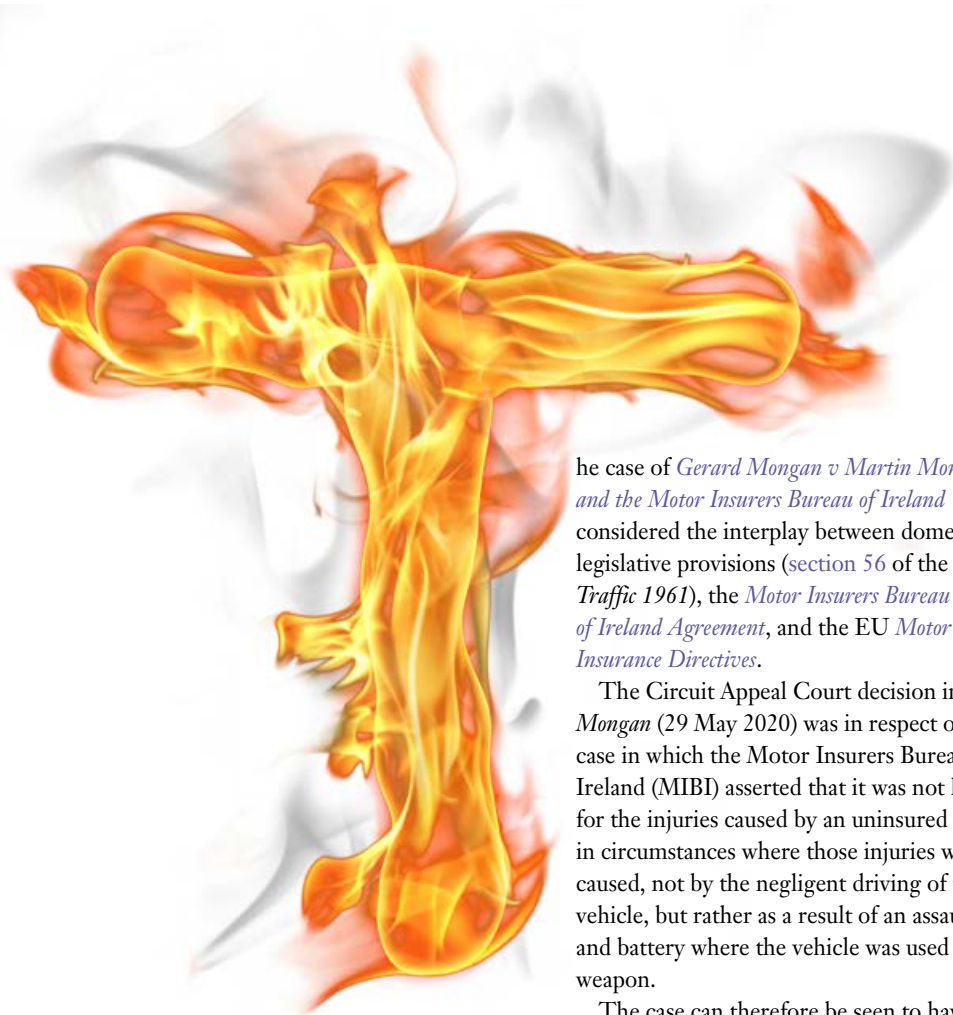 T
he case of Gerard Mongan v Martin
and the Motor Insurers Bureau of Ireland
considered the interplay between
legislative provisions (section 56 of the
Traffic 1961), the Motor Insurers Bureau
of Ireland Agreement, and the EU Motor
Insurance Directives.
The Circuit Appeal Court decision
Mongan (29 May 2020) was in respect
case in which the Motor Insurers
Ireland (MIBI) asserted that it was not
for the injuries caused by an uninsured
in circumstances where those injuries
caused, not by the negligent driving of
vehicle, but rather as a result of an
and battery where the vehicle was used
weapon.
The case can therefore be seen to